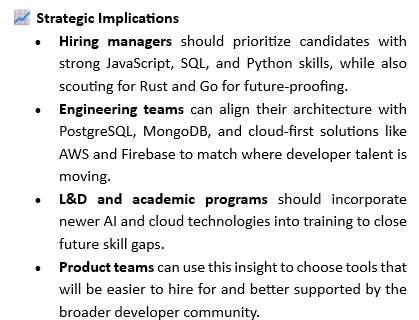 Strategic Implications
• Hiring managers should prioritize candidates with
strong JavaScript, SQL, and Python skills, while also
scouting for Rust and Go for future-proofing.
• Engineering teams can align their architecture with
PostgreSQL, MongoDB, and cloud-first solutions like
AWS and Firebase to match where developer talent is
moving.
• L&D and academic programs should incorporate
newer AI and cloud technologies into training to close
future skill gaps.
• Product teams can use this insight to choose tools that
will be easier to hire for and better supported by the
broader developer community.